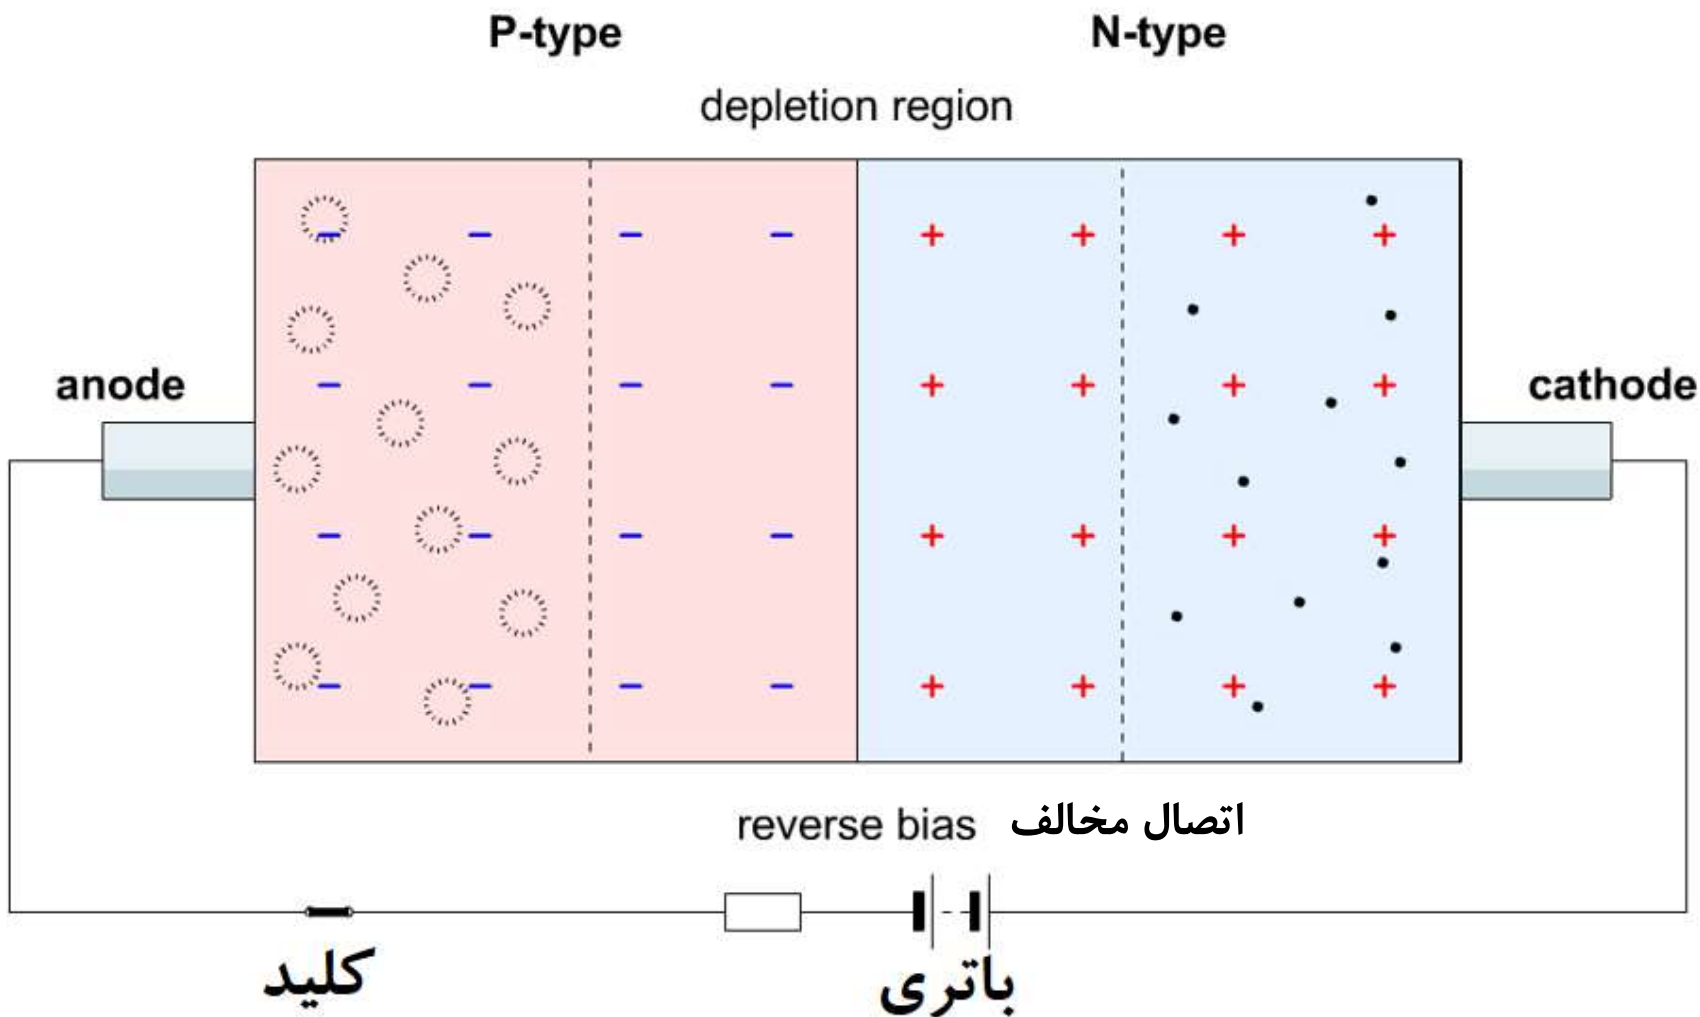 P-type
N-type
depletion region
anode
cathode
reverse bias اتصال مخالف
کلید
باتری